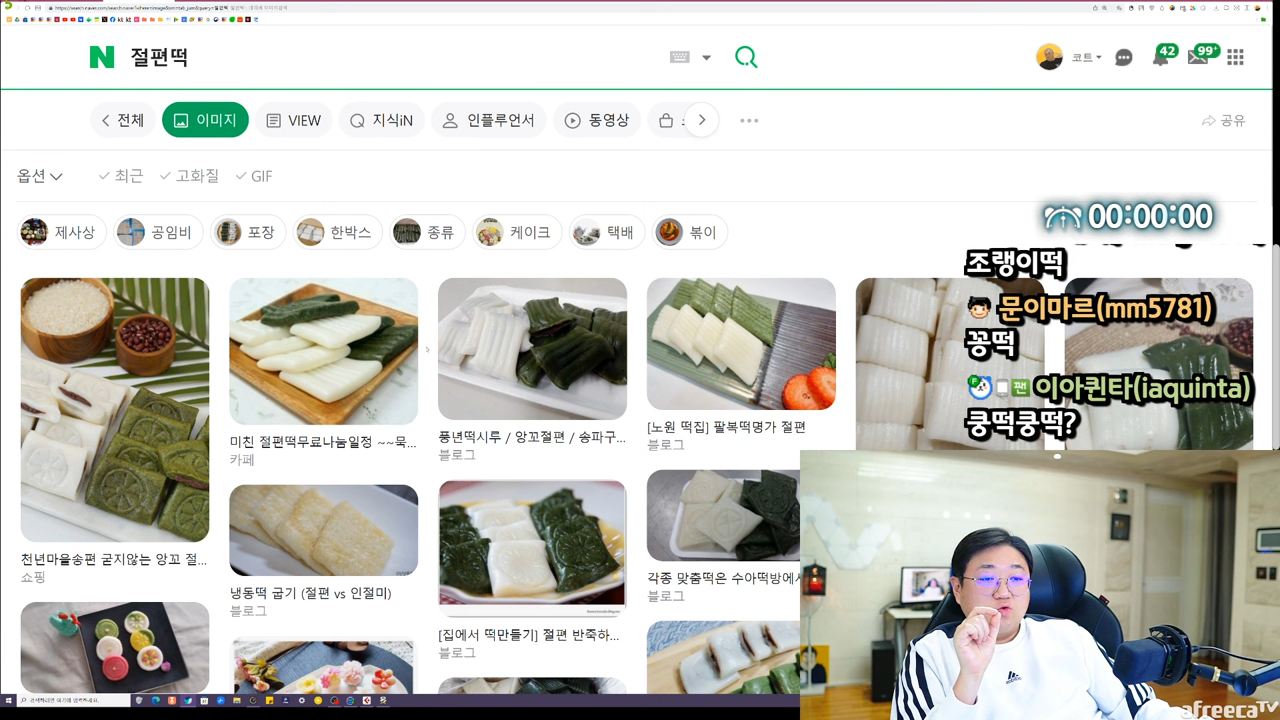 절편떡
코트
42
99+
전체
이미지
VIEW
지식iN
인플루언서
동영상
공유
옵션
최근
고화질
GIF
제사상
공임비
포장
한박스
종류
케이크
택배
볶이
00:00:00
조랭이떡
문이마르(mm5781)
꽁떡
이아퀸타(iaquinta)
쿵떡쿵떡?
천년마을송편 굳지않는 앙꼬 절...
쇼핑
미친 절편떡무료나눔일정 ~~묵...
카페
냉동떡 굽기 (절편 vs 인절미)
블로그
풍년떡시루 / 앙꼬절편 / 송파구...
블로그
[집에서 떡만들기] 절편 반죽하...
블로그
[노원 떡집] 팔복떡명가 절편
블로그
각종 맞춤떡은 수아떡방에서
블로그
afreecaTV